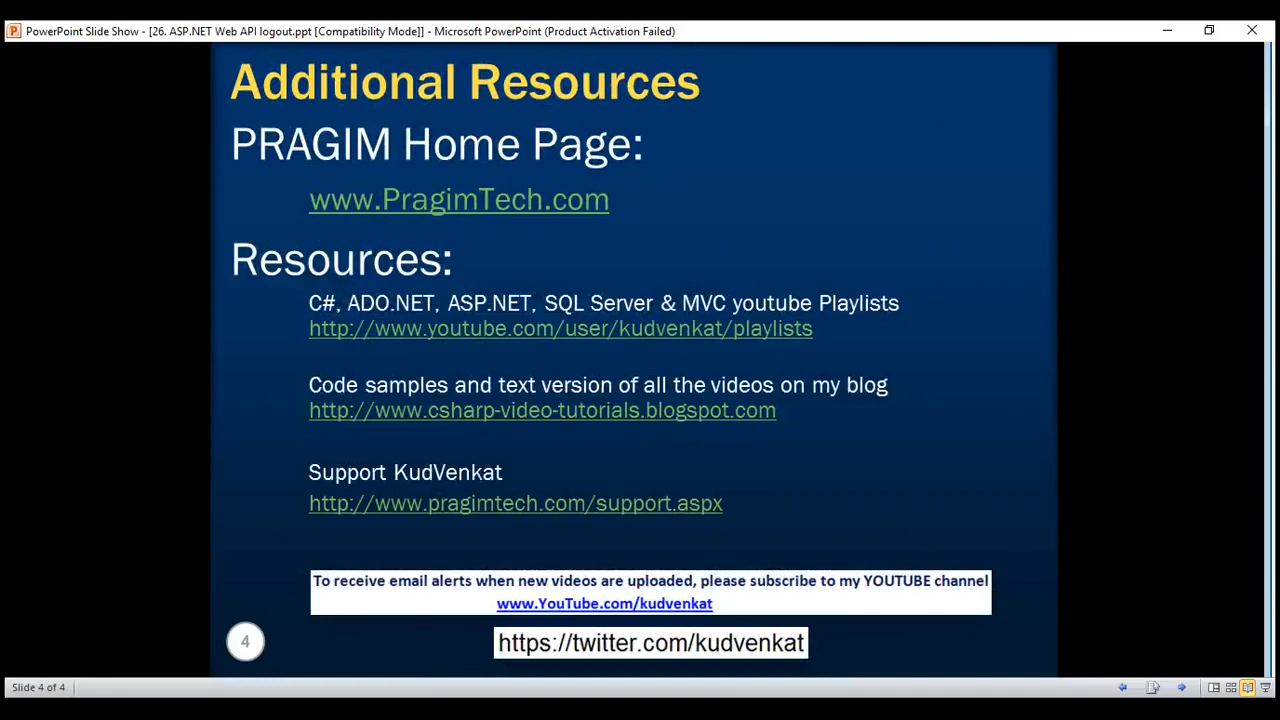 PowerPoint Slide Show - [26. ASP.NET Web API logout.ppt [Compatibility Mode]] - Microsoft PowerPoint (Product Activation Failed)
Additional Resources
PRAGIM Home Page:
www.PragimTech.com
Resources:
C#, ADO.NET, ASP.NET, SQL Server & MVC youtube Playlists
http://www.youtube.com/user/kudvenkat/playlists
Code samples and text version of all the videos on my blog
http://www.csharp-video-tutorials.blogspot.com
Support KudVenkat
http://www.pragimtech.com/support.aspx
To receive email alerts when new videos are uploaded, please subscribe to my YOUTUBE channel
www.YouTube.com/kudvenkat
4
https://twitter.com/kudvenkat
Slide 4 of 4